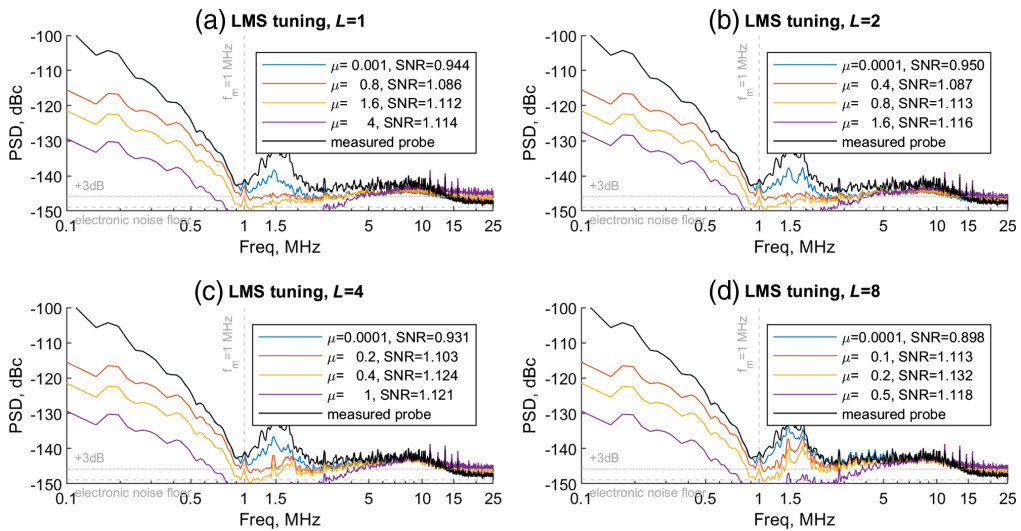 (a) LMS tuning, L=1
-100
-110
-120
-130
-140
-150
PSD, dBc
f_m=1 MHz
μ= 0.001, SNR=0.944
μ= 0.8, SNR=1.086
μ= 1.6, SNR=1.112
μ= 4, SNR=1.114
measured probe
+3dB
electronic noise floor
0.1 0.5 1 1.5 5 10 15 25
Freq, MHz
(b) LMS tuning, L=2
-100
-110
-120
-130
-140
-150
PSD, dBc
f_m=1 MHz
μ=0.0001, SNR=0.950
μ= 0.4, SNR=1.087
μ= 0.8, SNR=1.113
μ= 1.6, SNR=1.116
measured probe
+3dB
electronic noise floor
0.1 0.5 1 1.5 5 10 15 25
Freq, MHz
(c) LMS tuning, L=4
-100
-110
-120
-130
-140
-150
PSD, dBc
f_m=1 MHz
μ=0.0001, SNR=0.931
μ= 0.2, SNR=1.103
μ= 0.4, SNR=1.124
μ= 1, SNR=1.121
measured probe
+3dB
electronic noise floor
0.1 0.5 1 1.5 5 10 15 25
Freq, MHz
(d) LMS tuning, L=8
-100
-110
-120
-130
-140
-150
PSD, dBc
f_m=1 MHz
μ=0.0001, SNR=0.898
μ= 0.1, SNR=1.113
μ= 0.2, SNR=1.132
μ= 0.5, SNR=1.118
measured probe
+3dB
electronic noise floor
0.1 0.5 1 1.5 5 10 15 25
Freq, MHz